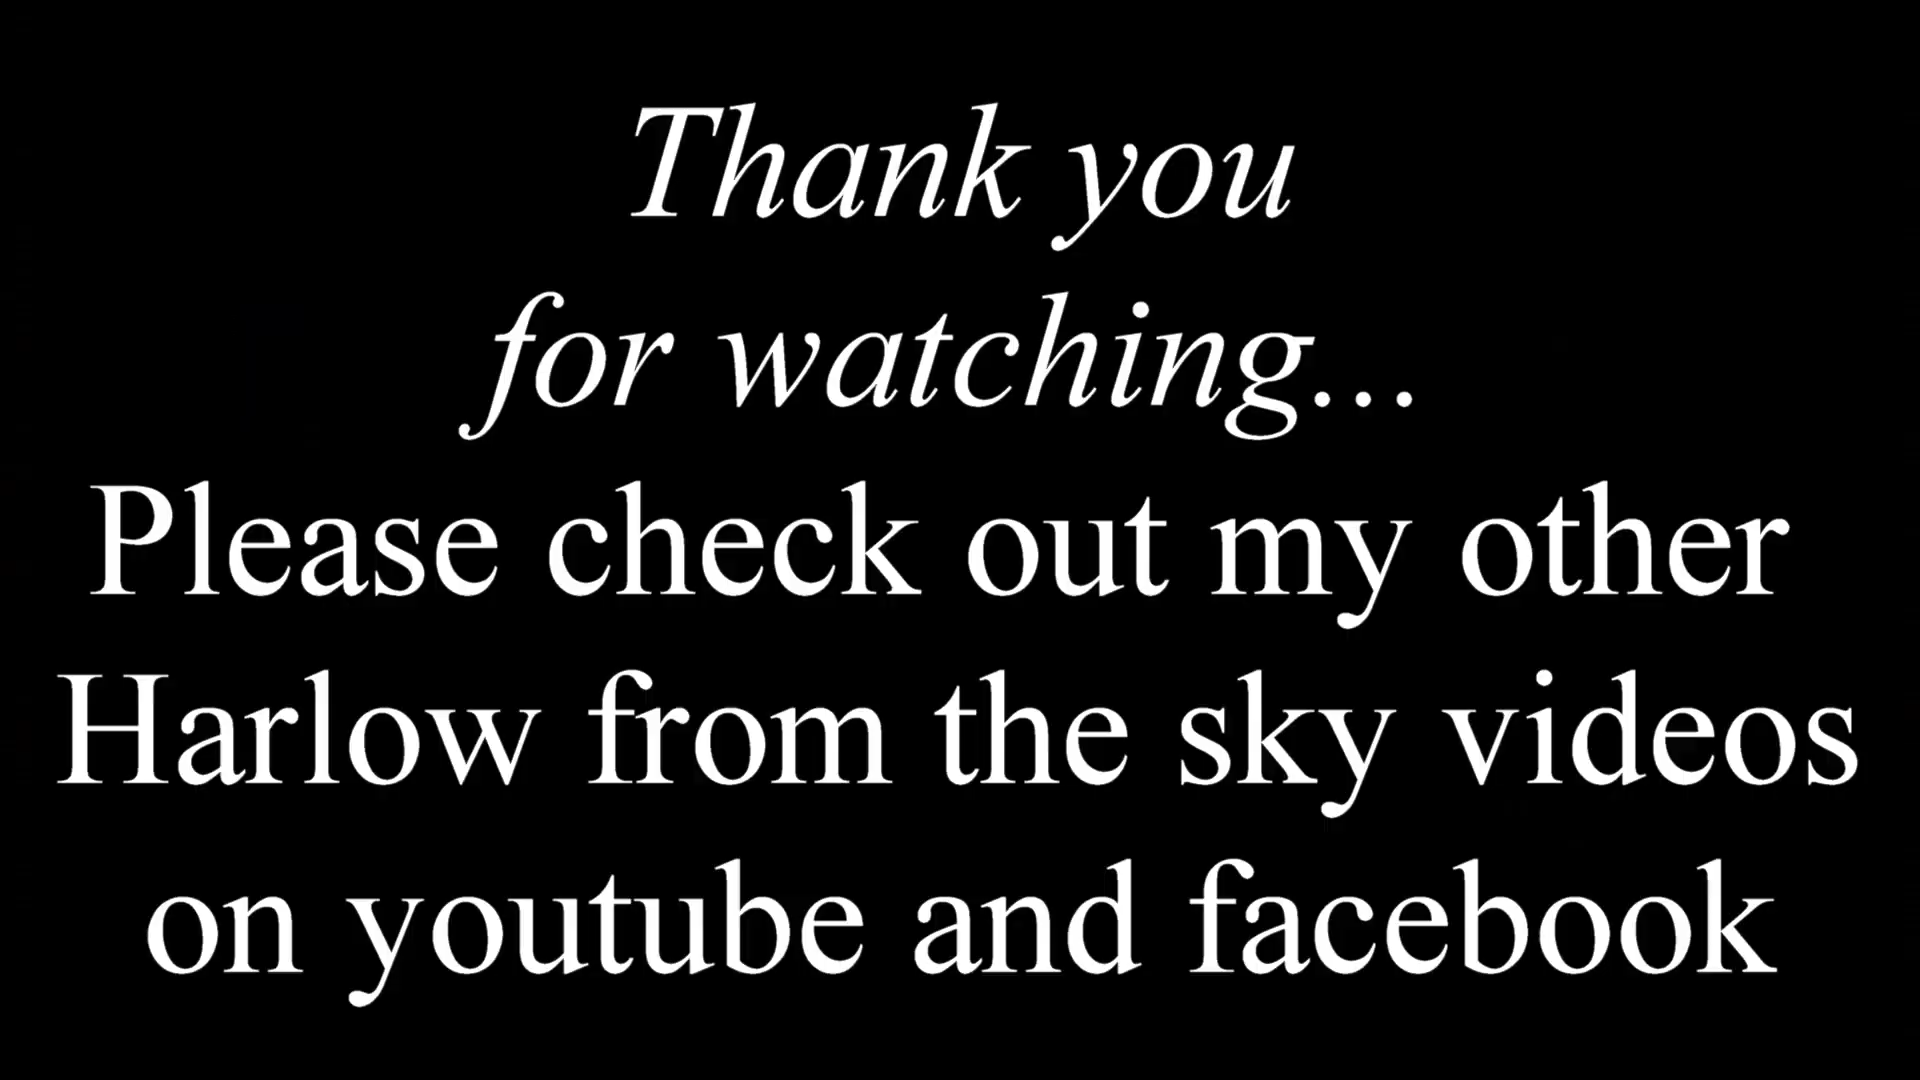 Thank you
for watching...
Please check out my other
Harlow from the sky videos
on youtube and facebook